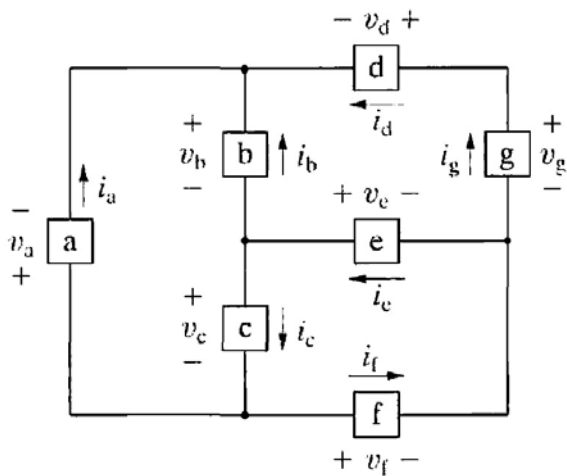 − v_d +
d
i_d
+
v_b
−
b
i_b
i_g
g
+
v_g
−
−
v_a
+
a
i_a
+ v_e −
e
i_e
+
v_c
−
c
i_c
i_f
f
+ v_f −